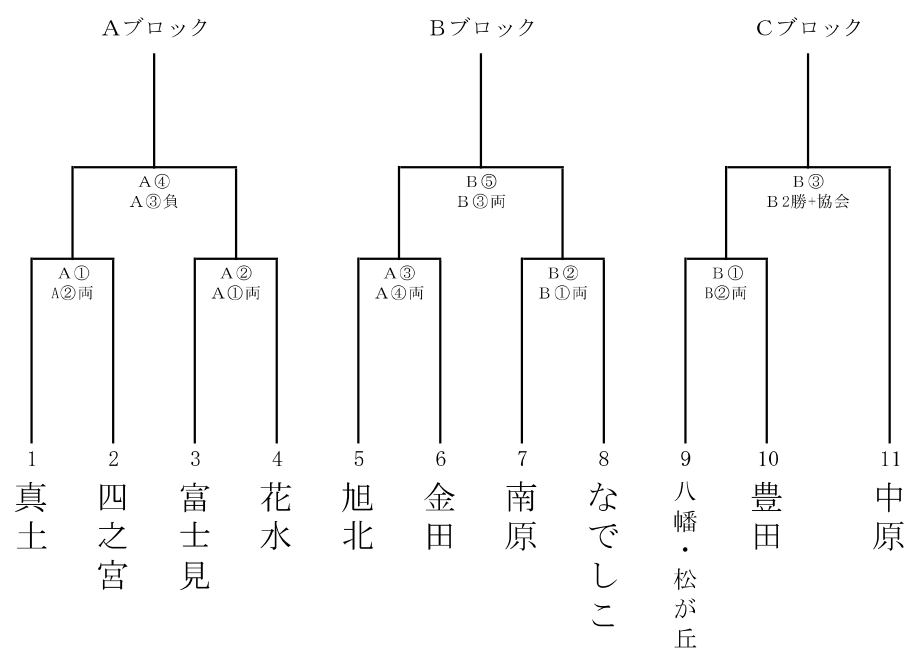 Aブロック
Bブロック
Cブロック
A④
A③負
B⑤
B③両
B③
B2勝+協会
A①
A②両
A②
A①両
A③
A④両
B②
B①両
B①
B②両
1
2
3
4
5
6
7
8
9
10
11
真土
四之宮
富士見
花水
旭北
金田
南原
なでしこ
八幡・松が丘
豊田
中原